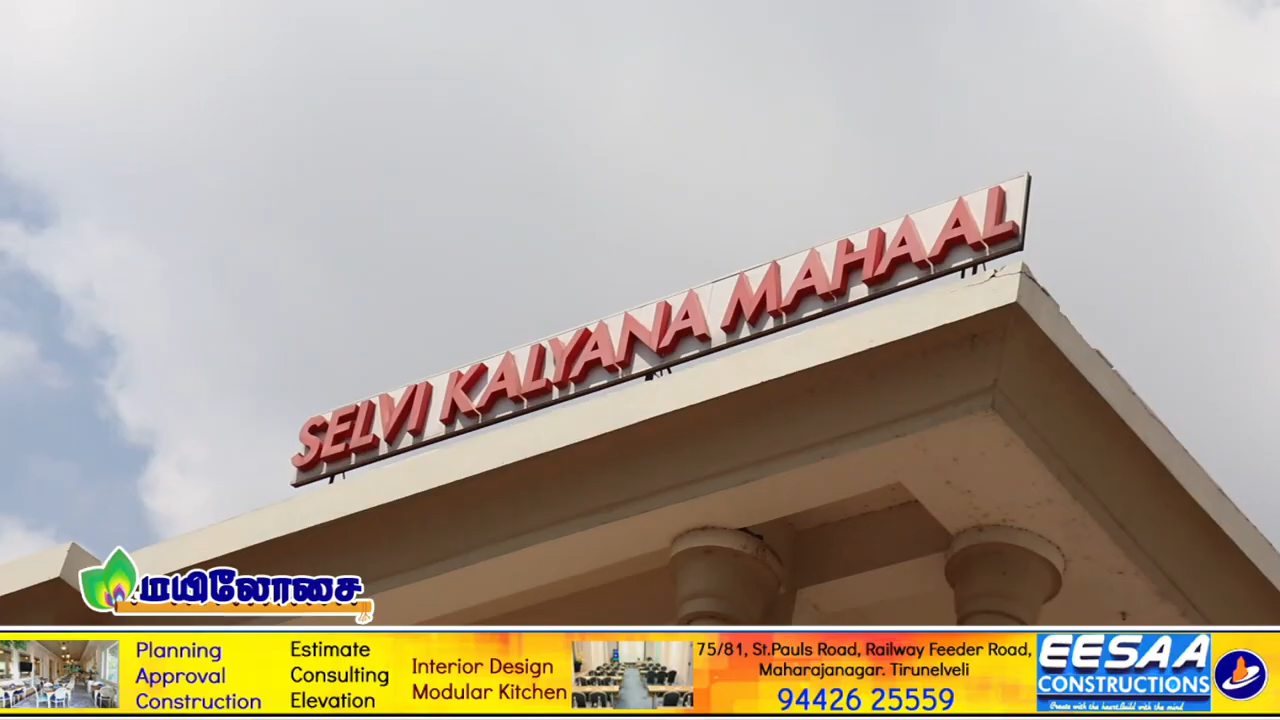 SELVI KALYANA MAHAAL
மயிலோசை
Planning
Approval
Construction
Estimate
Consulting
Elevation
Interior Design
Modular Kitchen
75/81, St.Pauls Road, Railway Feeder Road,
Maharajanagar. Tirunelveli
94426 25559
EESAA
CONSTRUCTIONS
Create with the heart,Build with the mind